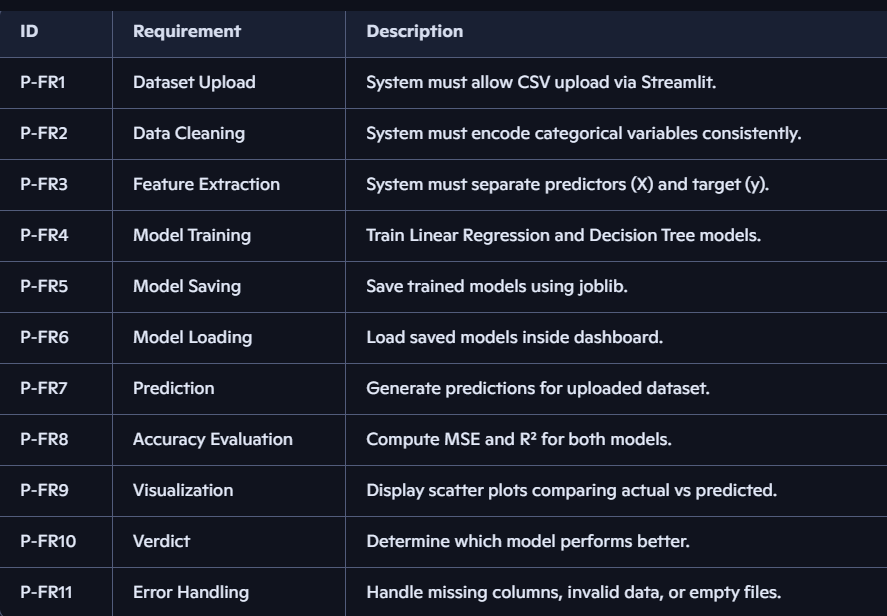 ID Requirement Description
P-FR1 Dataset Upload System must allow CSV upload via Streamlit.
P-FR2 Data Cleaning System must encode categorical variables consistently.
P-FR3 Feature Extraction System must separate predictors (X) and target (y).
P-FR4 Model Training Train Linear Regression and Decision Tree models.
P-FR5 Model Saving Save trained models using joblib.
P-FR6 Model Loading Load saved models inside dashboard.
P-FR7 Prediction Generate predictions for uploaded dataset.
P-FR8 Accuracy Evaluation Compute MSE and R² for both models.
P-FR9 Visualization Display scatter plots comparing actual vs predicted.
P-FR10 Verdict Determine which model performs better.
P-FR11 Error Handling Handle missing columns, invalid data, or empty files.